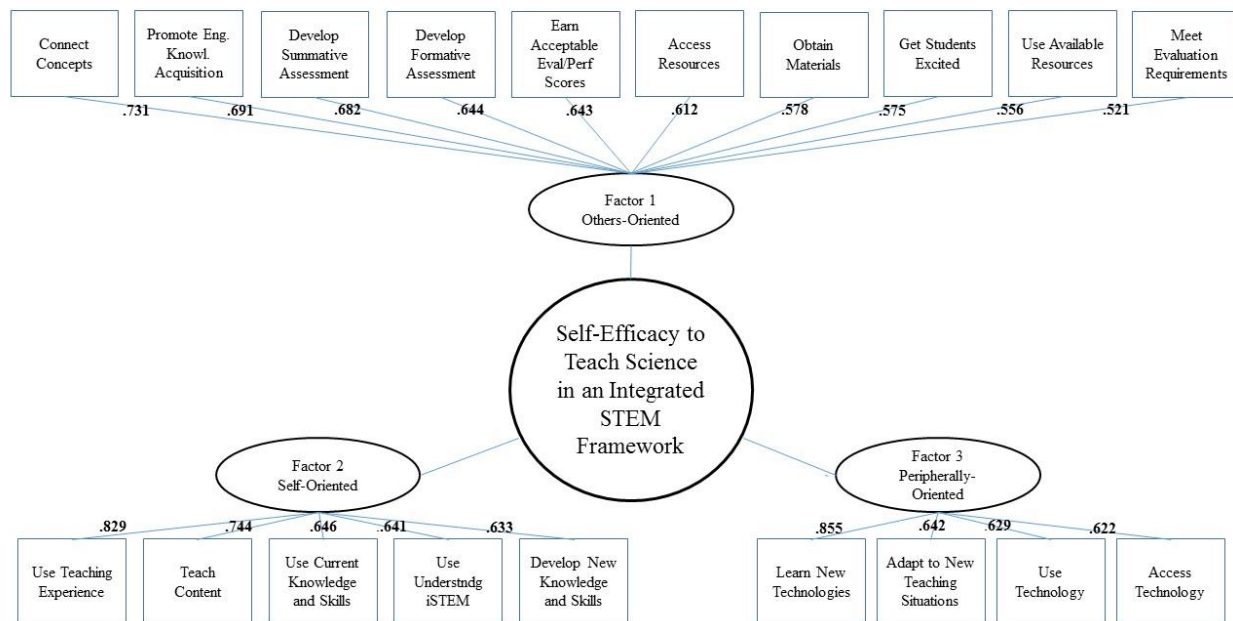 Connect
Concepts
Promote Eng.
Knowl.
Acquisition
Develop
Summative
Assessment
Develop
Formative
Assessment
Earn
Acceptable
Eval/Perf
Scores
Access
Resources
Obtain
Materials
Get Students
Excited
Use Available
Resources
Meet
Evaluation
Requirements
.731
.691
.682
.644
.643
.612
.578
.575
.556
.521
Factor 1
Others-Oriented
Self-Efficacy to
Teach Science
in an Integrated
STEM
Framework
Factor 2
Self-Oriented
Factor 3
Peripherally-
Oriented
.829
.744
.646
.641
.633
.855
.642
.629
.622
Use Teaching
Experience
Teach
Content
Use Current
Knowledge
and Skills
Use
Understndg
iSTEM
Develop New
Knowledge
and Skills
Learn New
Technologies
Adapt to New
Teaching
Situations
Use
Technology
Access
Technology